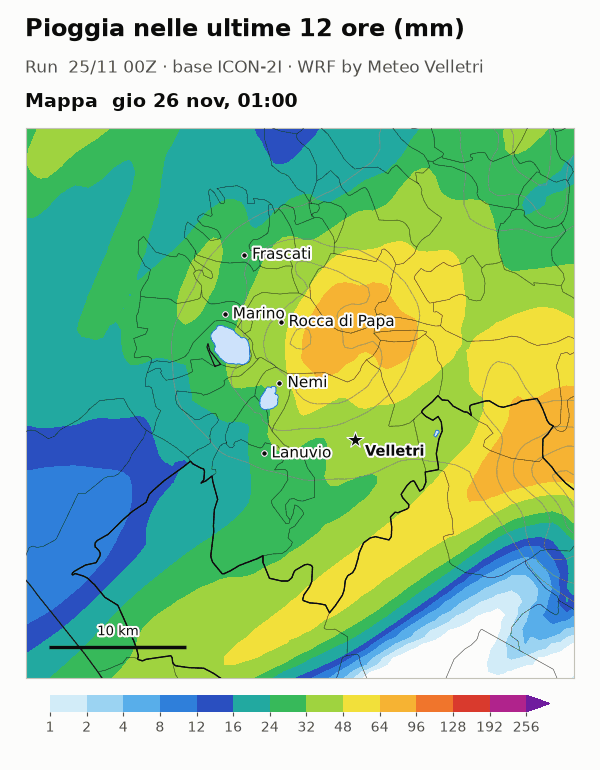 Pioggia nelle ultime 12 ore (mm)
Run  25/11 00Z · base ICON-2I · WRF by Meteo Velletri
Mappa  gio 26 nov, 01:00
Frascati
Marino
Rocca di Papa
Nemi
Velletri
Lanuvio
10 km
1 2 4 8 12 16 24 32 48 64 96 128 192 256